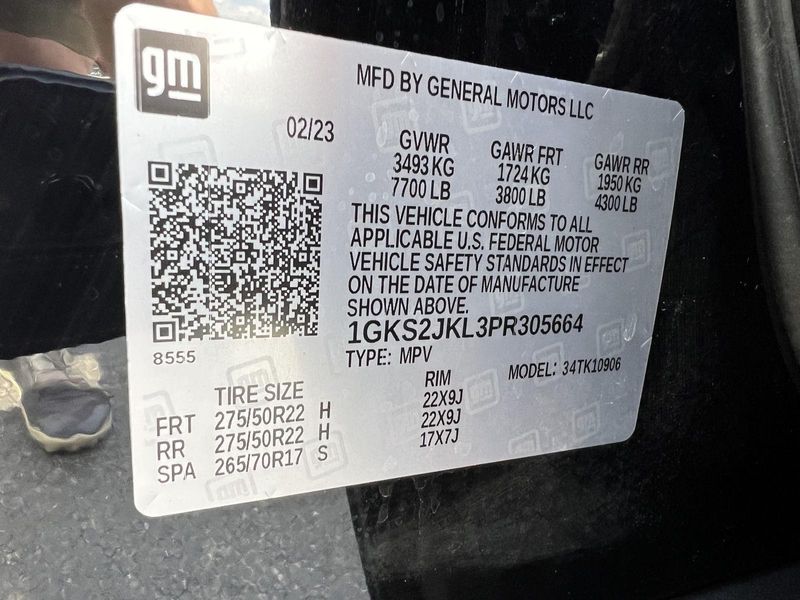 gm
MFD BY GENERAL MOTORS LLC
02/23
GVWR GAWR FRT GAWR RR
3493 KG 1724 KG 1950 KG
7700 LB 3800 LB 4300 LB
THIS VEHICLE CONFORMS TO ALL
APPLICABLE U.S. FEDERAL MOTOR
VEHICLE SAFETY STANDARDS IN EFFECT
ON THE DATE OF MANUFACTURE
SHOWN ABOVE.
1GKS2JKL3PR305664
8555
TYPE: MPV MODEL: 34TK10906
TIRE SIZE RIM
FRT 275/50R22 H 22X9J
RR 275/50R22 H 22X9J
SPA 265/70R17 S 17X7J